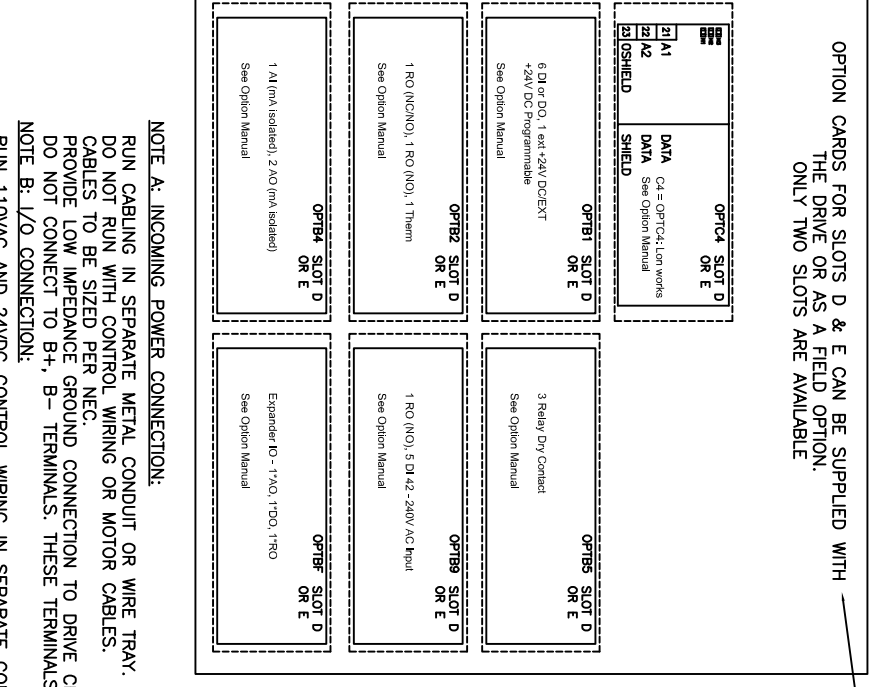 OPTION CARDS FOR SLOTS D & E CAN BE SUPPLIED WITH
THE DRIVE OR AS A FIELD OPTION.
ONLY TWO SLOTS ARE AVAILABLE
OPTC4 SLOT D
OR E
21 A1 DATA
22 A2 DATA
23 OSHIELD SHIELD
C4 = OPTC4: Lon works
See Option Manual
OPTB1 SLOT D
OR E
6 DI or DO, 1 ext +24V DC/EXT
+24V DC Programmable
See Option Manual
OPTB5 SLOT D
OR E
3 Relay Dry Contact
See Option Manual
OPTB2 SLOT D
OR E
1 RO (NC/NO), 1 RO (NO), 1 Therm
See Option Manual
OPTB9 SLOT D
OR E
1 RO (NO), 5 DI 42 - 240V AC Input
See Option Manual
OPTB4 SLOT D
OR E
1 AI (mA isolated), 2 AO (mA isolated)
See Option Manual
OPTBF SLOT D
OR E
Expander IO - 1*AO, 1*DO, 1*RO
See Option Manual
NOTE A: INCOMING POWER CONNECTION:
RUN CABLING IN SEPARATE METAL CONDUIT OR WIRE TRAY.
DO NOT RUN WITH CONTROL WIRING OR MOTOR CABLES.
CABLES TO BE SIZED PER NEC.
PROVIDE LOW IMPEDANCE GROUND CONNECTION TO DRIVE
DO NOT CONNECT TO B+, B- TERMINALS. THESE TERMINALS
NOTE B: I/O CONNECTION:
RUN 110VAC AND 24VDC CONTROL WIRING IN SEPARATE